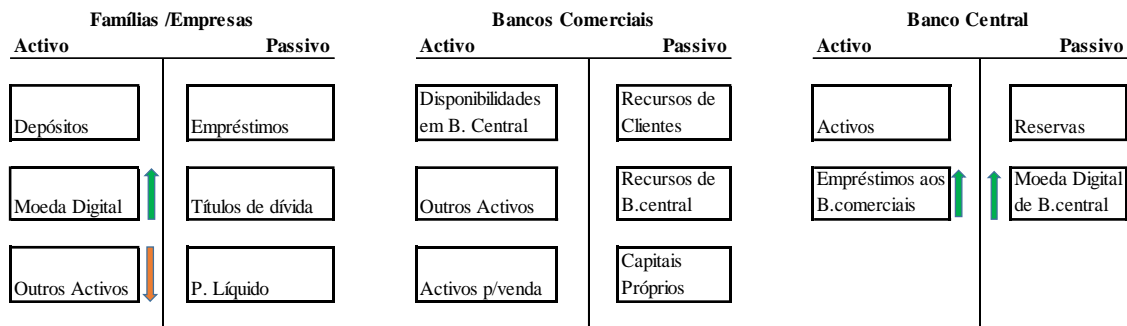 Famílias /Empresas
Activo Passivo
Depósitos
Empréstimos
Moeda Digital
Títulos de dívida
Outros Activos
P. Líquido
Bancos Comerciais
Activo Passivo
Disponibilidades
em B. Central
Recursos de
Clientes
Outros Activos
Recursos de
B.central
Activos p/venda
Capitais
Próprios
Banco Central
Activo Passivo
Activos
Reservas
Empréstimos aos
B.comerciais
Moeda Digital
de B.central